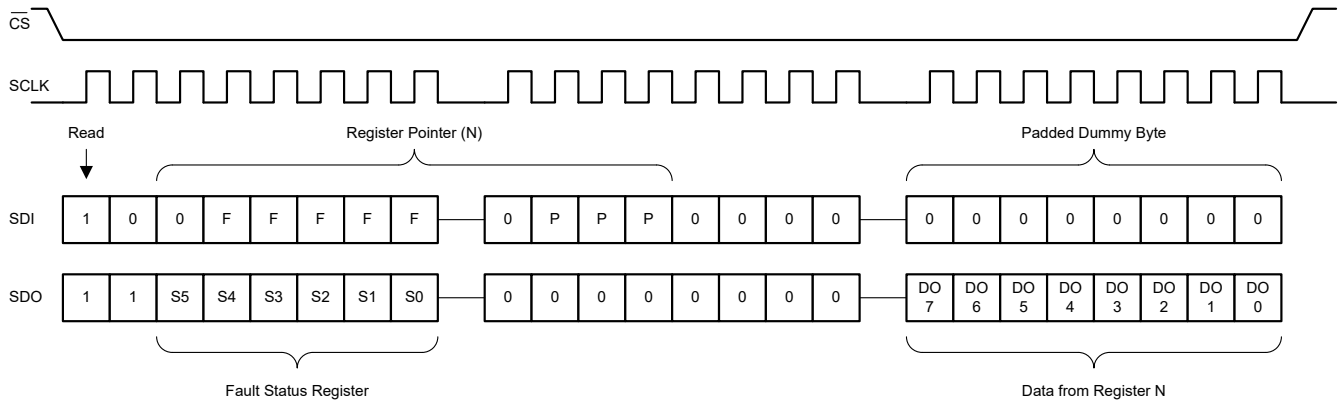 CS
SCLK
Read
Register Pointer (N)
Padded Dummy Byte
SDI 1 0 0 F F F F F 0 P P P 0 0 0 0 0 0 0 0 0 0 0 0
SDO 1 1 S5 S4 S3 S2 S1 S0 0 0 0 0 0 0 0 0 DO 7 DO 6 DO 5 DO 4 DO 3 DO 2 DO 1 DO 0
Fault Status Register
Data from Register N